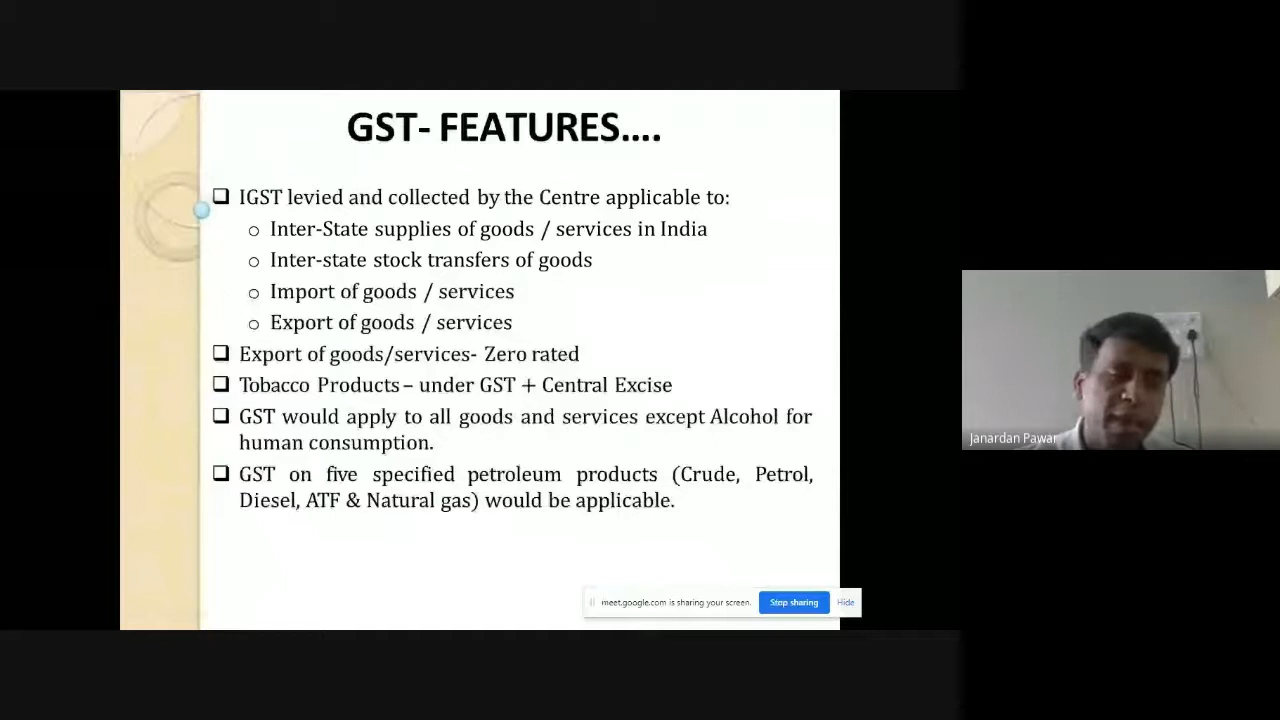 GST- FEATURES....
❑ IGST levied and collected by the Centre applicable to:
o Inter-State supplies of goods / services in India
o Inter-state stock transfers of goods
o Import of goods / services
o Export of goods / services
❑ Export of goods/services- Zero rated
❑ Tobacco Products – under GST + Central Excise
❑ GST would apply to all goods and services except Alcohol for
human consumption.
❑ GST on five specified petroleum products (Crude, Petrol,
Diesel, ATF & Natural gas) would be applicable.
meet.google.com is sharing your screen. Stop sharing Hide
Janardan Pawar